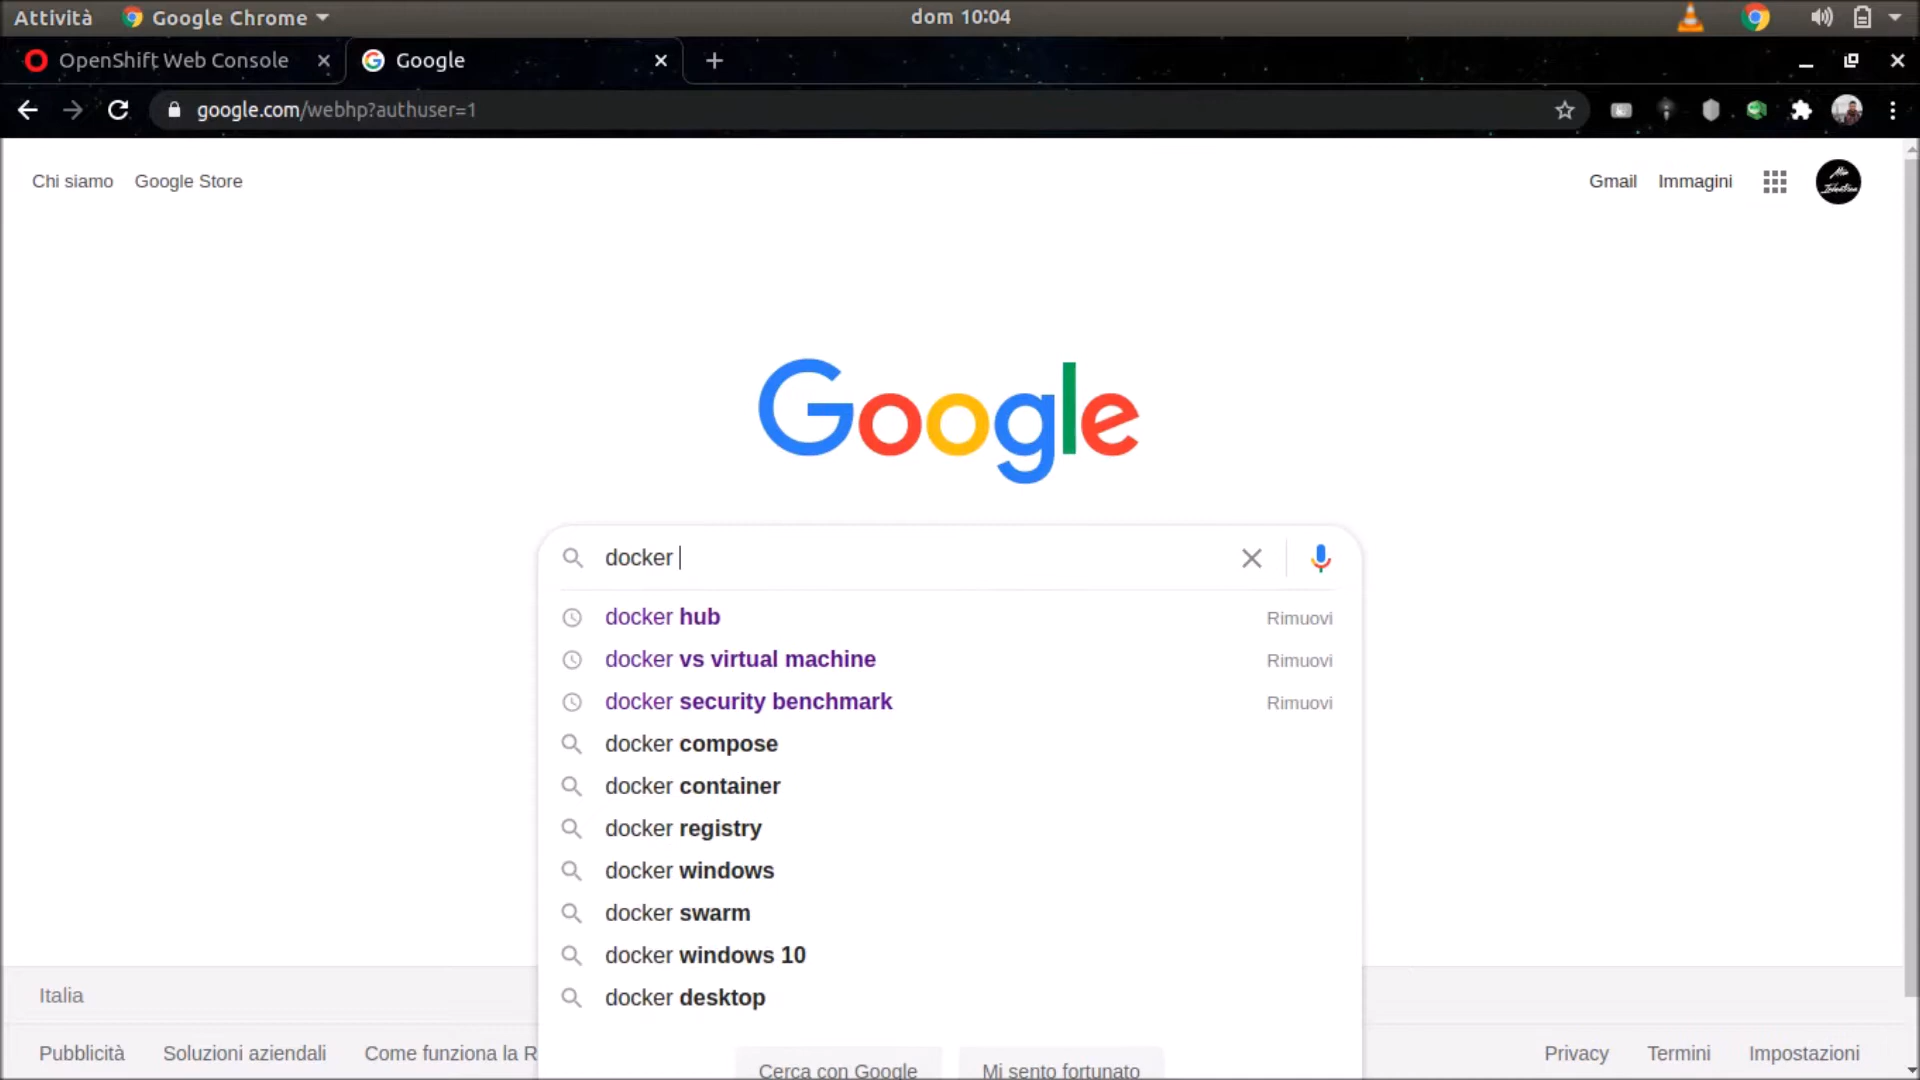 Attività Google Chrome dom 10:04
OpenShift Web Console Google
google.com/webhp?authuser=1
Chi siamo Google Store Gmail Immagini
Google
docker
docker hub Rimuovi
docker vs virtual machine Rimuovi
docker security benchmark Rimuovi
docker compose
docker container
docker registry
docker windows
docker swarm
docker windows 10
docker desktop
Italia
Pubblicità Soluzioni aziendali Come funziona la R Privacy Termini Impostazioni
Cerca con Google Mi sento fortunato